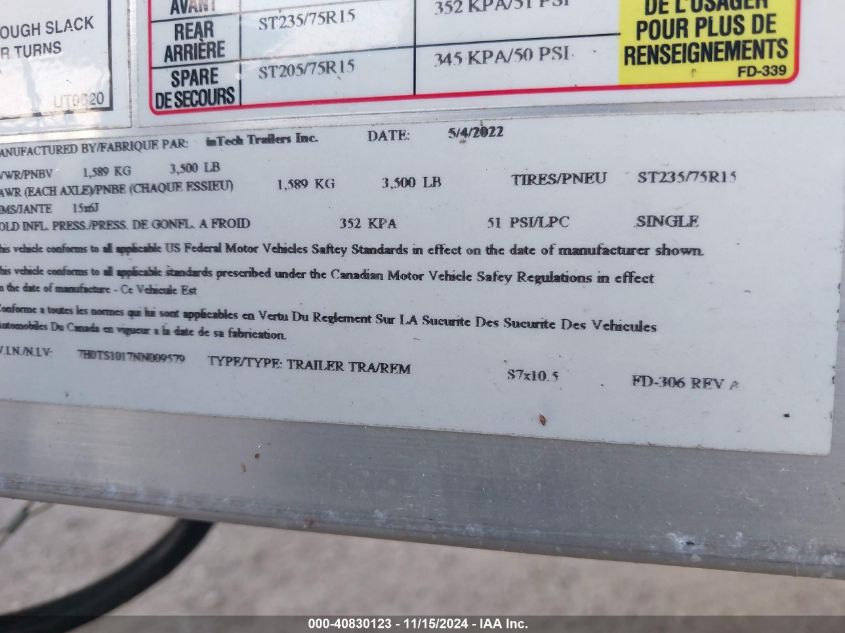 OUGH SLACK
R TURNS
UT0020
AVANT 352 KPA/51 PSI
REAR ARRIÈRE ST235/75R15
SPARE DE SECOURS ST205/75R15 345 KPA/50 PSI
DE L'USAGER
POUR PLUS DE
RENSEIGNEMENTS
FD-339
ANUFACTURED BY/FABRIQUE PAR: inTech Trailers Inc. DATE: 5/4/2022
VWR/PNBV 1,589 KG 3,500 LB
AWR (EACH AXLE)/PNBE (CHAQUE ESSIEU) 1,589 KG 3,500 LB TIRES/PNEU ST235/75R15
IMS/JANTE 15x6J
OLD INFL. PRESS./PRESS. DE GONFL. A FROID 352 KPA 51 PSI/LPC SINGLE
his vehicle conforms to all applicable US Federal Motor Vehicles Saftey Standards in effect on the date of manufacturer shown.
his vehicle conforms to all applicable standards prescribed under the Canadian Motor Vehicle Safey Regulations in effect
n the date of manufacture - Ce Vehicule Est
Conforme a toutes les normes qui lui sont applicables en Vertu Du Reglement Sur LA Sucurite Des Sucurite Des Vehicules
Automobiles Du Canada en vigueur a la date de sa fabrication.
V.I.N./N.I.V: 7H0TS1017NN009579 TYPE/TYPE: TRAILER TRA/REM S7x10.5 FD-306 REV A
000-40830123 - 11/15/2024 - IAA Inc.